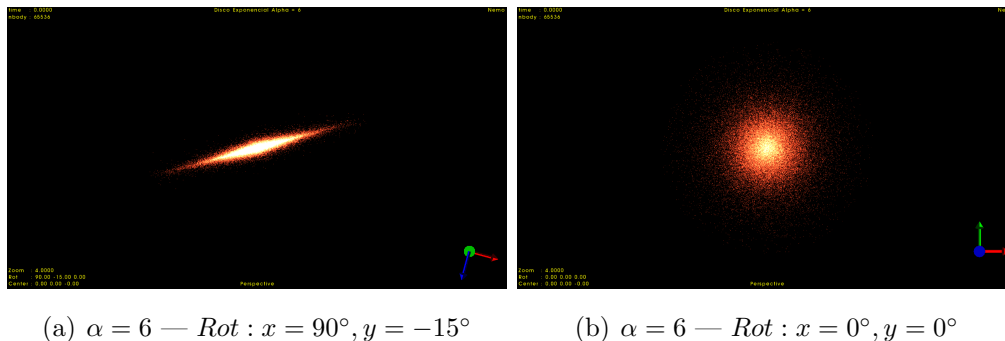 time : 0.0000
Disco Exponencial Alpha = 6
Nemo
nbody : 65536
Zoom : 4.0000
Rot : 90.00 -15.00 0.00
Center : 0.00 0.00 -0.00
Perspective
time : 0.0000
Disco Exponencial Alpha = 6
nbody : 65536
Zoom : 4.0000
Rot : 0.00 0.00 0.00
Center : 0.00 0.00 -0.00
Perspective
(a) α = 6 — Rot : x = 90°, y = −15°
(b) α = 6 — Rot : x = 0°, y = 0°